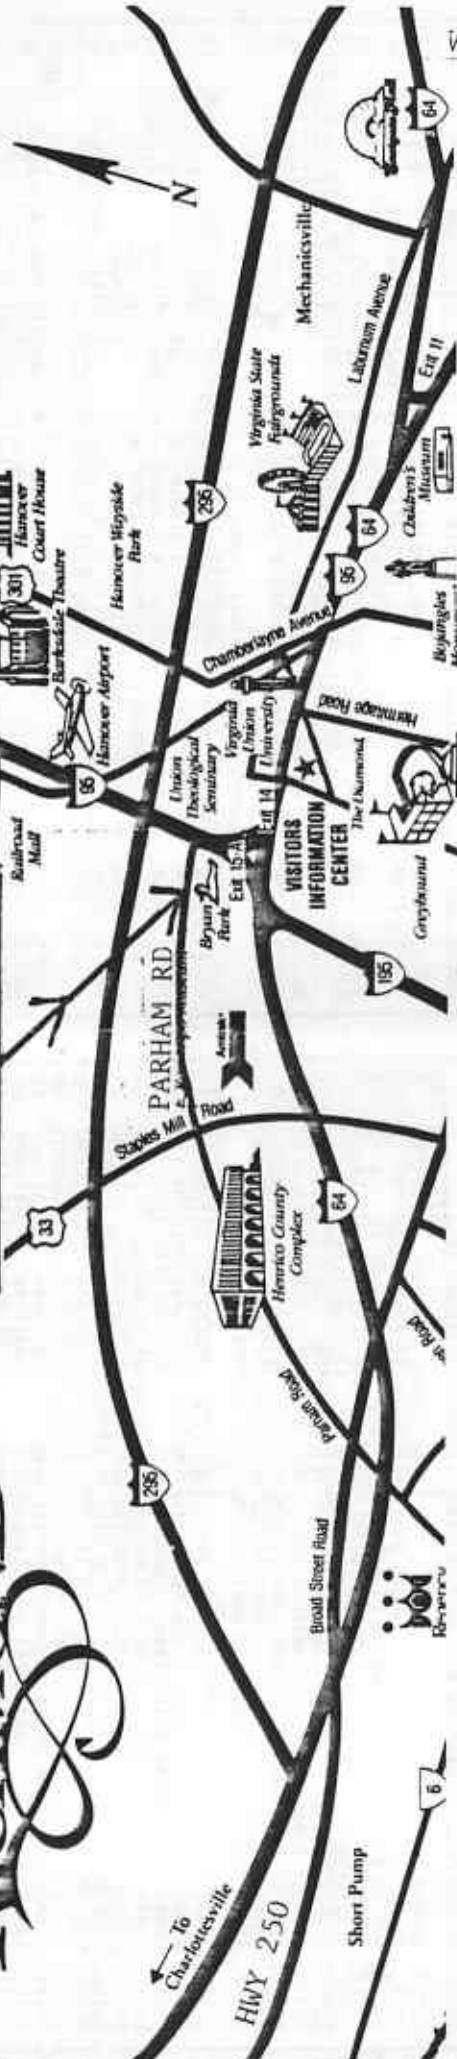 To
Charlottesville
HWY 250
Short Pump
6
295
Broad Street Road
Regency
Parham Road
33
Staples Mill Road
Henrico County
Complex
64
PARHAM RD
Railroad
Mall
95
Hanover Airport
Barksdale Theatre
301
Hanover
Court House
Hanover Wayside
Park
295
Union
Theological
Seminary
Virginia
Union
University
Bryan
Park
Exit 15-A
Exit 14
VISITORS
INFORMATION
CENTER
The Diamond
Greyhound
195
Hermitage Road
Chamberlayne Avenue
95
64
Virginia State
Fairgrounds
Mechanicsville
Laburnum Avenue
Children's
Museum
Bojangles
Exit 11
64
N